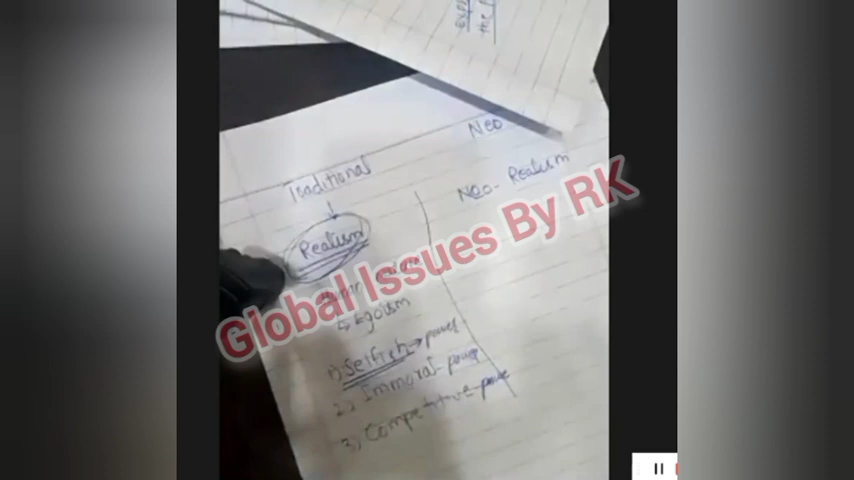 Neo
Traditional
Neo-Realism
Realism
nature
↳ Egoism
1) Selfish → power
2) Immoral - power
3) Competitive - power
Global Issues By RK